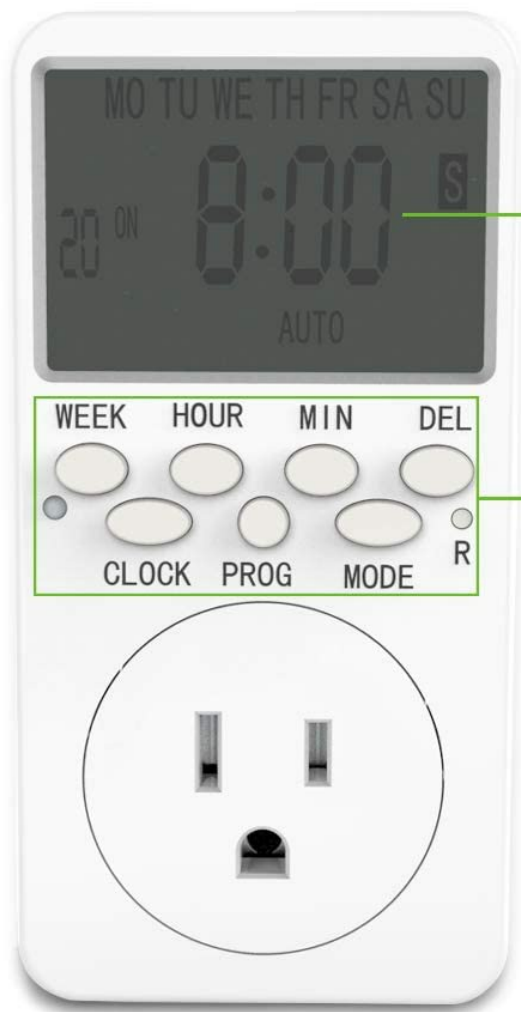 MO TU WE TH FR SA SU
20 ON 8:00 S
AUTO
WEEK HOUR MIN DEL
CLOCK PROG MODE R